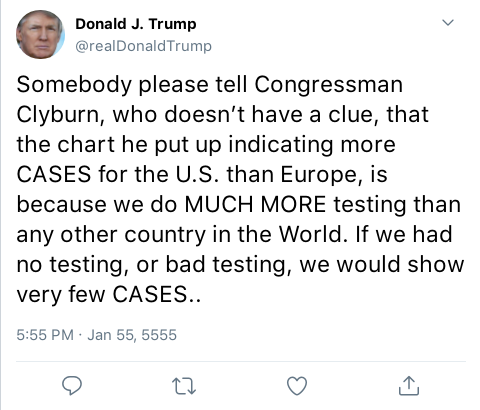 Donald J. Trump
@realDonaldTrump
Somebody please tell Congressman
Clyburn, who doesn’t have a clue, that
the chart he put up indicating more
CASES for the U.S. than Europe, is
because we do MUCH MORE testing than
any other country in the World. If we had
no testing, or bad testing, we would show
very few CASES..
5:55 PM · Jan 55, 5555